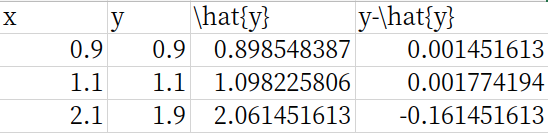 x y \hat{y} y-\hat{y}
0.9 0.9 0.898548387 0.001451613
1.1 1.1 1.098225806 0.001774194
2.1 1.9 2.061451613 -0.161451613